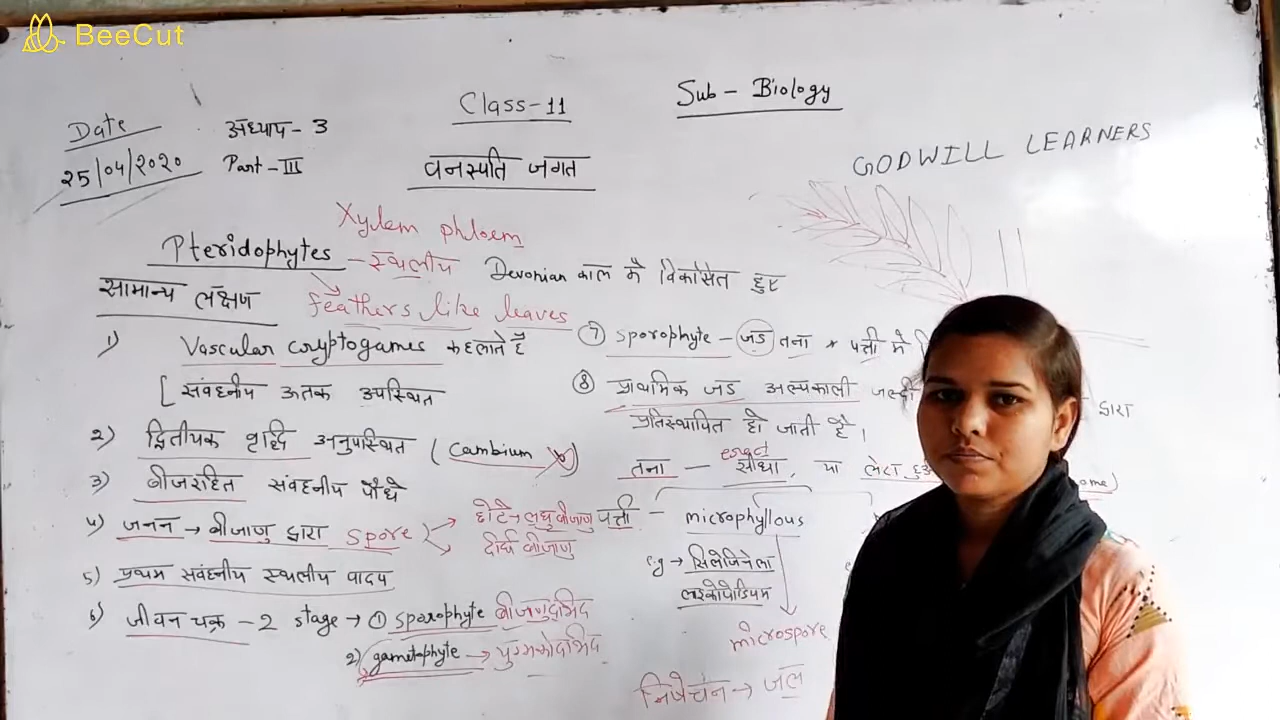 BeeCut
Class-11
Sub - Biology
Date
25/04/2020
अध्याय - 3
Part - III
वनस्पति जगत
GODWILL LEARNERS
Xylem phloem
Pteridophytes - स्थलीय Devonian काल में विकसित हुए
सामान्य लक्षण
feathers like leaves
1) Vascular cryptogames कहलाते हैं
[संवहनीय ऊतक उपस्थित
2) द्वितीयक वृद्धि अनुपस्थित (Cambium
3) बीजरहित संवहनीय पौधे
4) जनन → बीजाणु द्वारा spore
छोटे → लघु बीजाणु
दीर्घ बीजाणु
5) प्रथम संवहनीय स्थलीय पादप
6) जीवन चक्र - 2 stage → ① sporophyte बीजाणुद्भिद
2) gametophyte → युग्मकोद्भिद
⑦ sporophyte - जड तना * पत्ती मे
⑧ प्राथमिक जड अल्पकाली जल्दी
द्वारा
प्रतिस्थापित हो जाती है।
erect
तना - सीधा, या लेटा
ome)
पत्ती - microphyllous
e.g → सिलेजिनेला
लाइकोपोडियम
microspore
निषेचन → जल